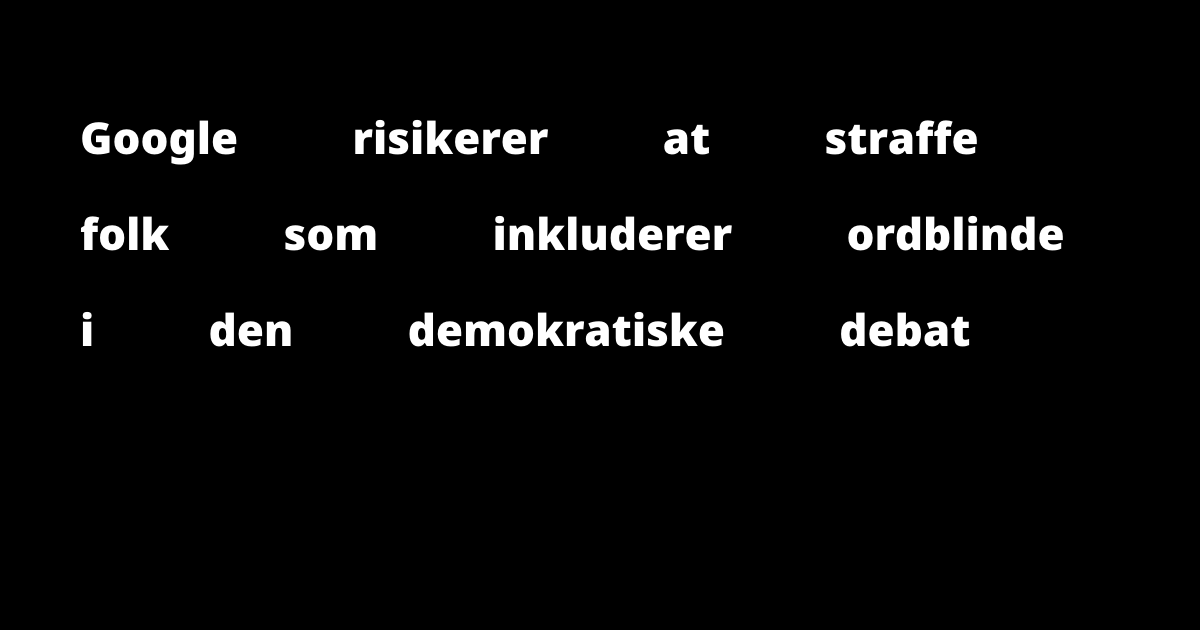 Google risikerer at straffe
folk som inkluderer ordblinde
i den demokratiske debat